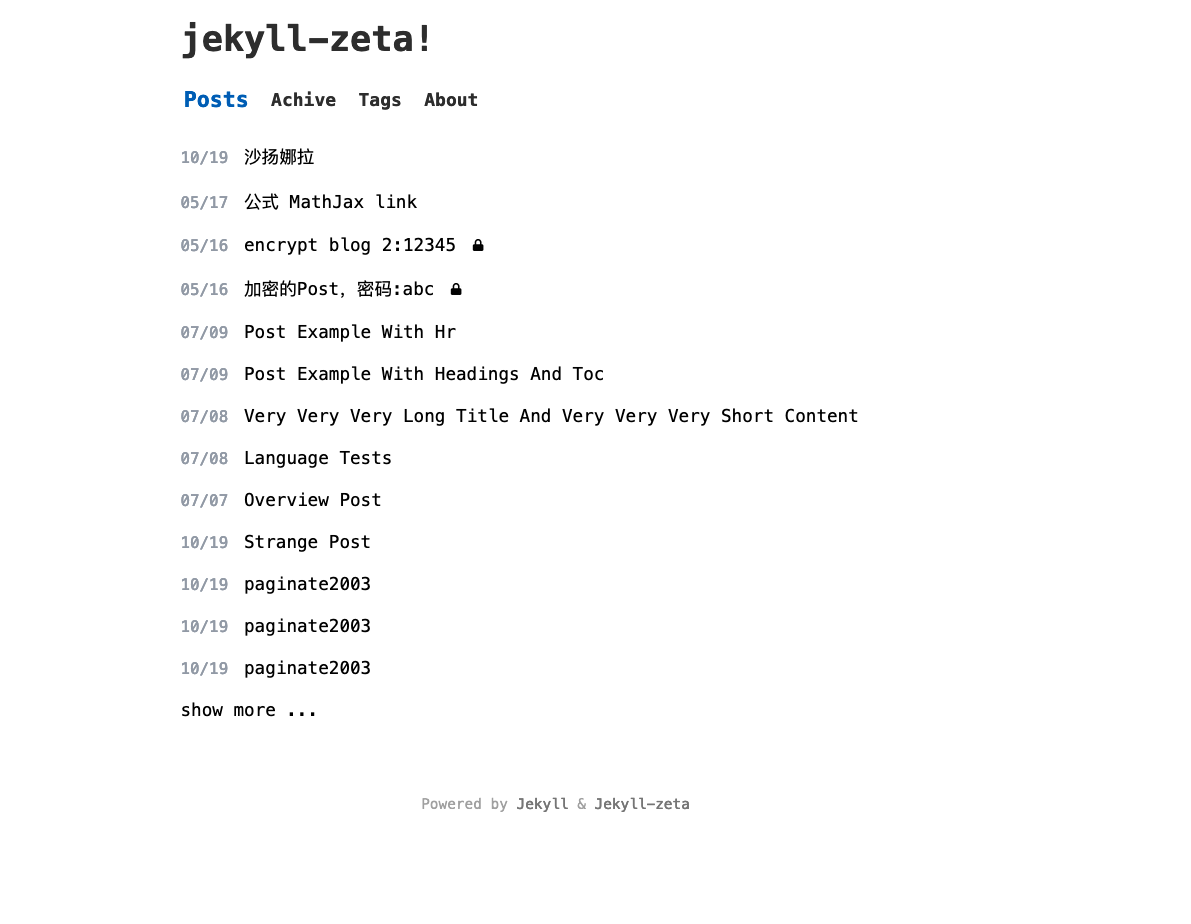 jekyll-zeta!
Posts Achive Tags About
10/19 沙扬娜拉
05/17 公式 MathJax link
05/16 encrypt blog 2:12345
05/16 加密的Post，密码:abc
07/09 Post Example With Hr
07/09 Post Example With Headings And Toc
07/08 Very Very Very Long Title And Very Very Very Short Content
07/08 Language Tests
07/07 Overview Post
10/19 Strange Post
10/19 paginate2003
10/19 paginate2003
10/19 paginate2003
show more ...
Powered by Jekyll & Jekyll-zeta